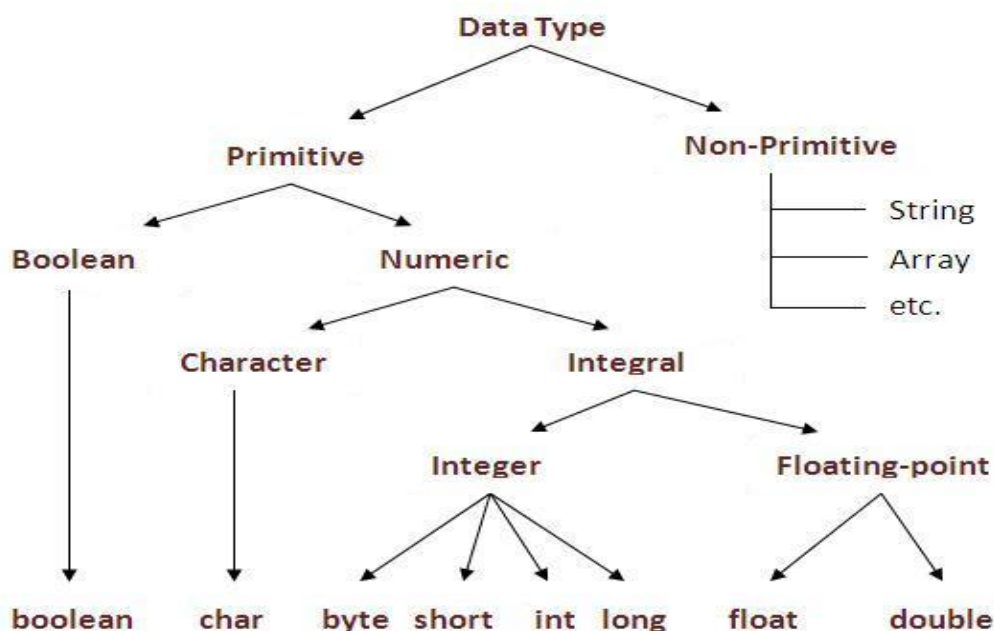 Data Type
Primitive
Non-Primitive
String
Array
etc.
Boolean
Numeric
Character
Integral
Integer
Floating-point
boolean
char
byte
short
int
long
float
double